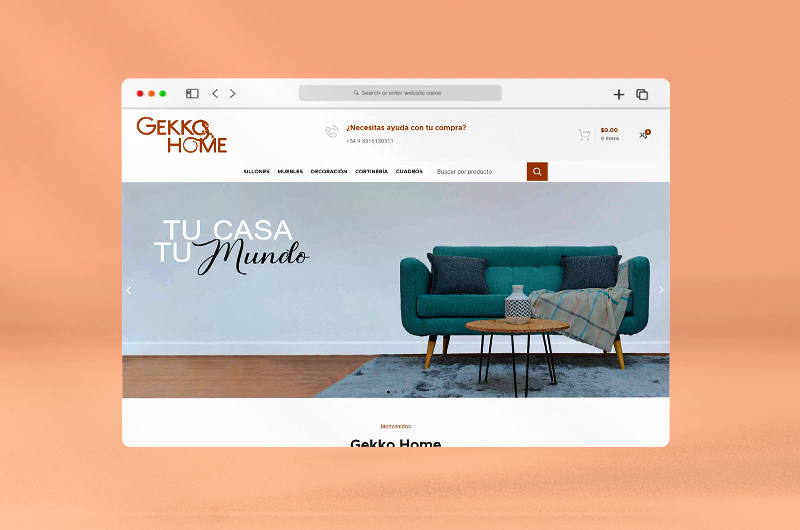 Search or enter website name
GEKKO
HOME
¿Necesitas ayuda con tu compra?
+54 9 3516130511
$0.00
0 items
0
SILLONES MUEBLES DECORACIÓN CORTINERÍA CUADROS Buscar por producto
TU CASA
TU Mundo
Bienvenidos
Gekko Home